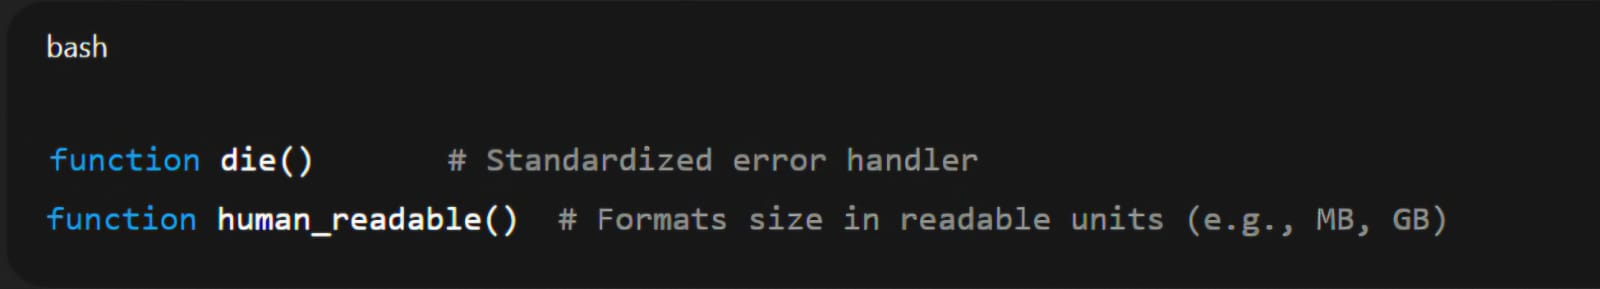 bash
function die()       # Standardized error handler
function human_readable()  # Formats size in readable units (e.g., MB, GB)